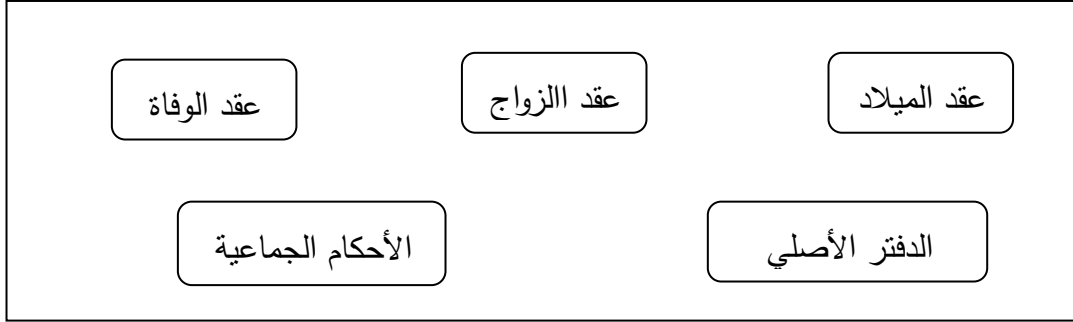 عقد الميلاد
عقد االزواج
عقد الوفاة
الدفتر الأصلي
الأحكام الجماعية